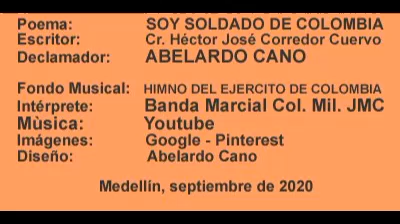 Poema: SOY SOLDADO DE COLOMBIA
Escritor: Cr. Héctor José Corredor Cuervo
Declamador: ABELARDO CANO
Fondo Musical: HIMNO DEL EJERCITO DE COLOMBIA
Intérprete: Banda Marcial Col. Mil. JMC
Mùsica: Youtube
Imágenes: Google - Pinterest
Diseño: Abelardo Cano
Medellín, septiembre de 2020